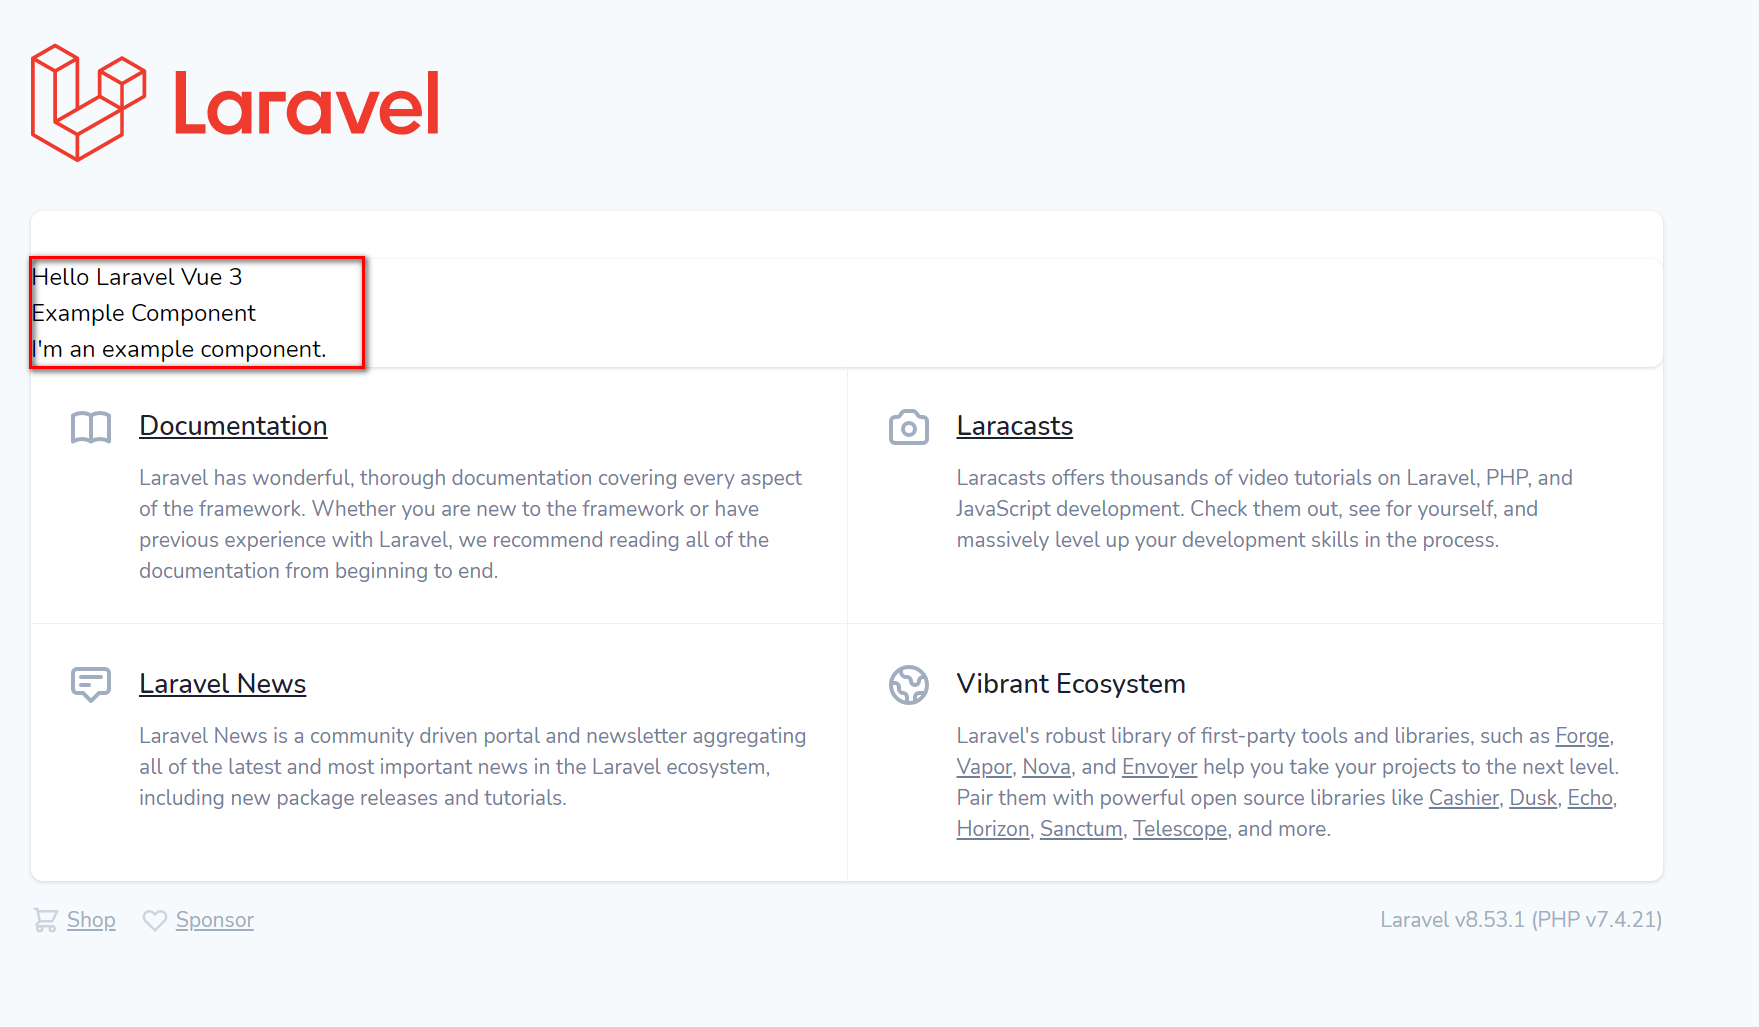 Laravel
Hello Laravel Vue 3
Example Component
I'm an example component.
Documentation
Laravel has wonderful, thorough documentation covering every aspect
of the framework. Whether you are new to the framework or have
previous experience with Laravel, we recommend reading all of the
documentation from beginning to end.
Laracasts
Laracasts offers thousands of video tutorials on Laravel, PHP, and
JavaScript development. Check them out, see for yourself, and
massively level up your development skills in the process.
Laravel News
Laravel News is a community driven portal and newsletter aggregating
all of the latest and most important news in the Laravel ecosystem,
including new package releases and tutorials.
Vibrant Ecosystem
Laravel's robust library of first-party tools and libraries, such as Forge,
Vapor, Nova, and Envoyer help you take your projects to the next level.
Pair them with powerful open source libraries like Cashier, Dusk, Echo,
Horizon, Sanctum, Telescope, and more.
Shop Sponsor
Laravel v8.53.1 (PHP v7.4.21)